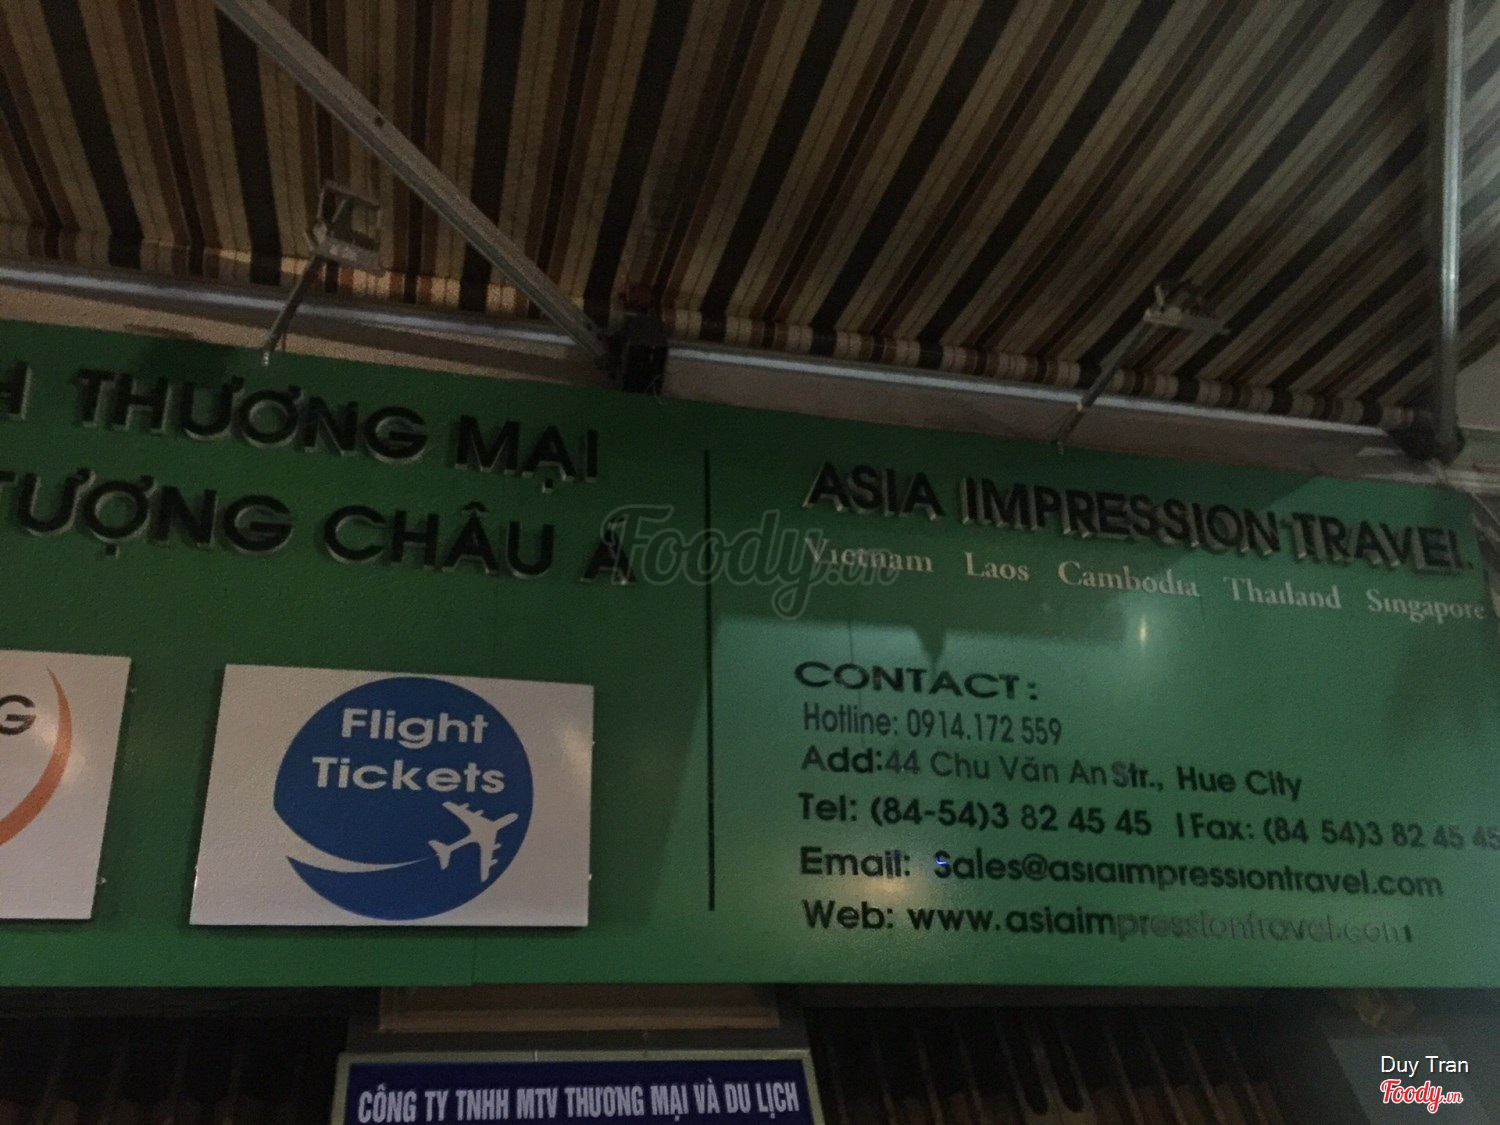 THƯƠNG MẠI
TƯỢNG CHÂU Á
G
Flight
Tickets
ASIA IMPRESSION TRAVEL
Vietnam Laos Cambodia Thailand Singapore
CONTACT:
Hotline: 0914.172 559
Add:44 Chu Văn An Str., Hue City
Tel: (84-54)3 82 45 45 | Fax: (84 54)3 82 45 45
Email: Sales@asiaimpressiontravel.com
Web: www.asiaimpressiontravel.com
CÔNG TY TNHH MTV THƯƠNG MẠI VÀ DU LỊCH
Foody.vn
Duy Tran
Foody.vn